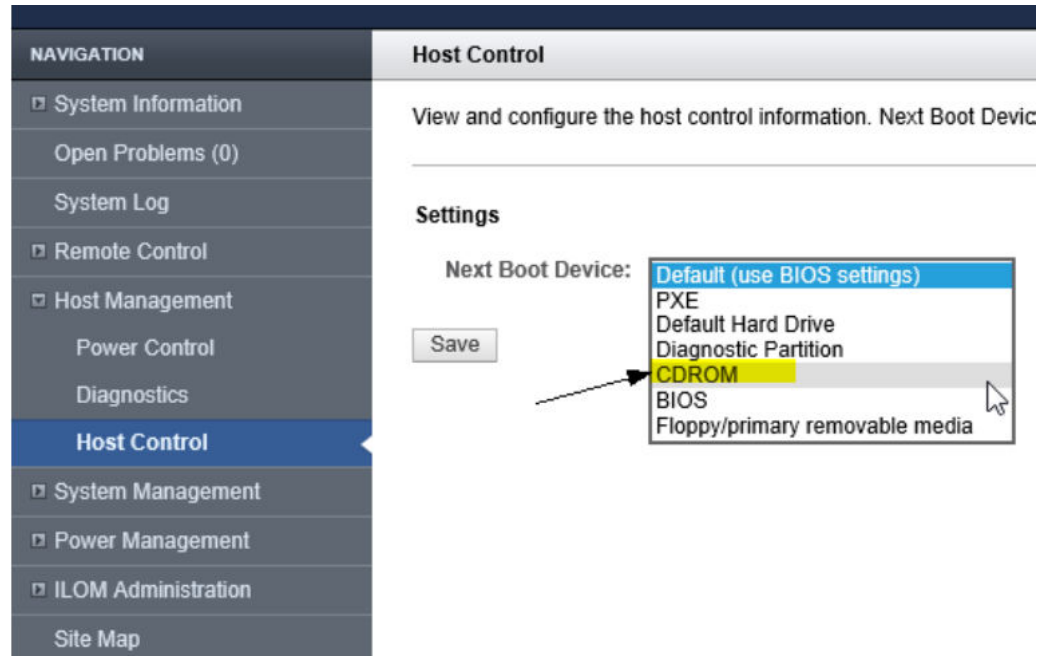 NAVIGATION
System Information
Open Problems (0)
System Log
Remote Control
Host Management
Power Control
Diagnostics
Host Control
System Management
Power Management
ILOM Administration
Site Map
Host Control
View and configure the host control information. Next Boot Devic
Settings
Next Boot Device:
Default (use BIOS settings)
PXE
Default Hard Drive
Diagnostic Partition
CDROM
BIOS
Floppy/primary removable media
Save